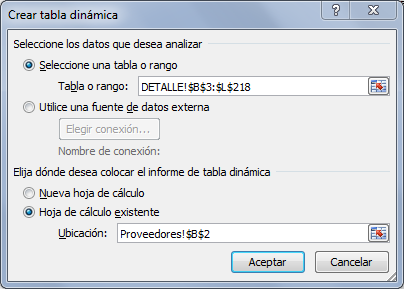 Crear tabla dinámica
Seleccione los datos que desea analizar
Seleccione una tabla o rango
Tabla o rango: DETALLE!$B$3:$L$218
Utilice una fuente de datos externa
Elegir conexión...
Nombre de conexión:
Elija dónde desea colocar el informe de tabla dinámica
Nueva hoja de cálculo
Hoja de cálculo existente
Ubicación: Proveedores!$B$2
Aceptar Cancelar